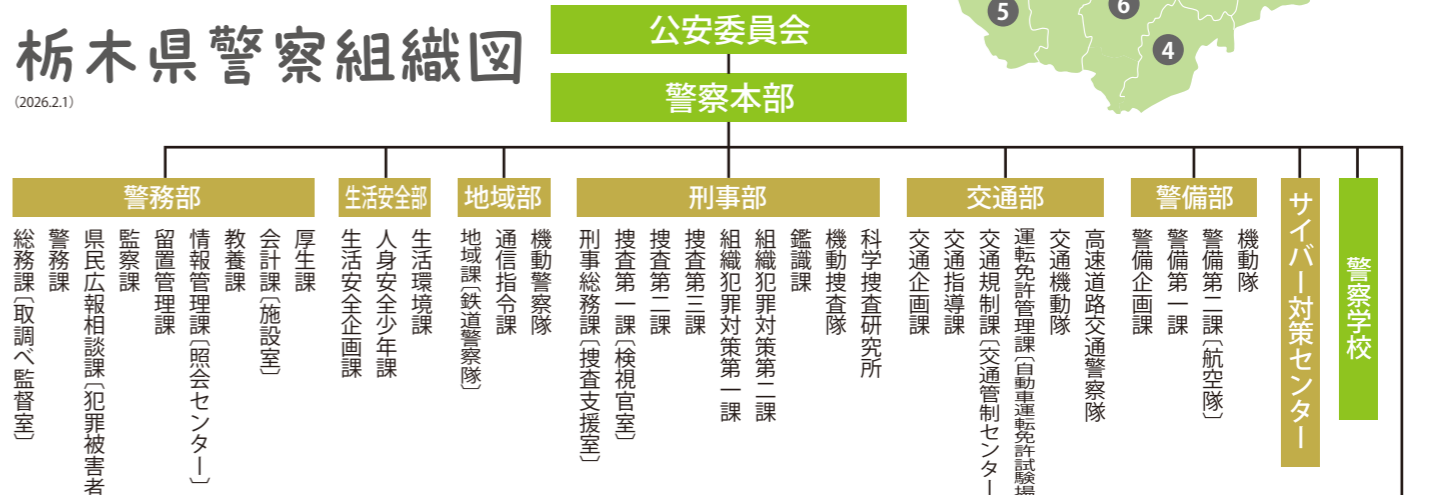 栃木県警察組織図
(2026.2.1)
公安委員会
警察本部
5
6
4
警務部
総務課〔取調べ監督室〕
警務課
県民広報相談課〔犯罪被害者
監察課
留置管理課
情報管理課〔照会センター〕
教養課
会計課〔施設室〕
厚生課
生活安全部
生活安全企画課
人身安全少年課
生活環境課
地域部
地域課〔鉄道警察隊〕
通信指令課
機動警察隊
刑事部
刑事総務課〔捜査支援室〕
捜査第一課〔検視官室〕
捜査第二課
捜査第三課
組織犯罪対策第一課
組織犯罪対策第二課
鑑識課
機動捜査隊
科学捜査研究所
交通部
交通企画課
交通指導課
交通規制課〔交通管制センター
運転免許管理課〔自動車運転免許試験場
交通機動隊
高速道路交通警察隊
警備部
警備企画課
警備第一課
警備第二課〔航空隊〕
機動隊
サイバー対策センター
警察学校